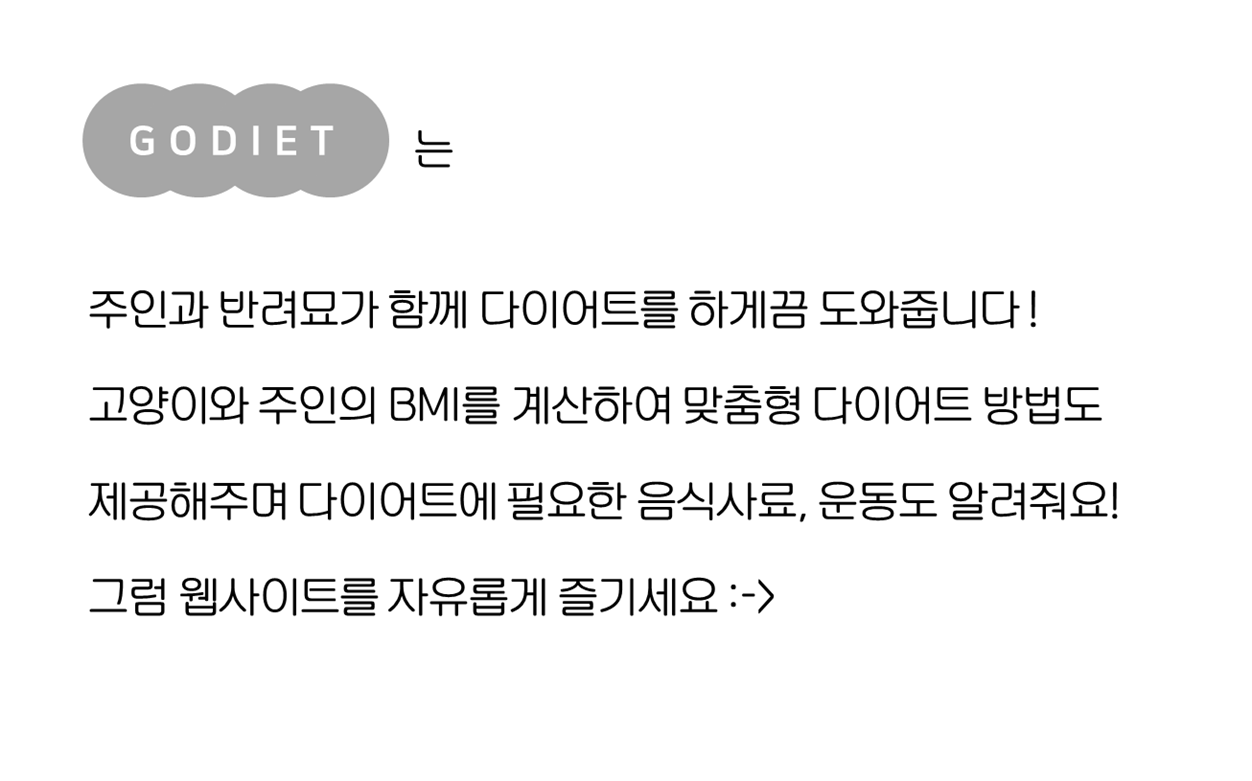 GODIET 는
주인과 반려묘가 함께 다이어트를 하게끔 도와줍니다!
고양이와 주인의 BMI를 계산하여 맞춤형 다이어트 방법도
제공해주며 다이어트에 필요한 음식사료, 운동도 알려줘요!
그럼 웹사이트를 자유롭게 즐기세요 :->